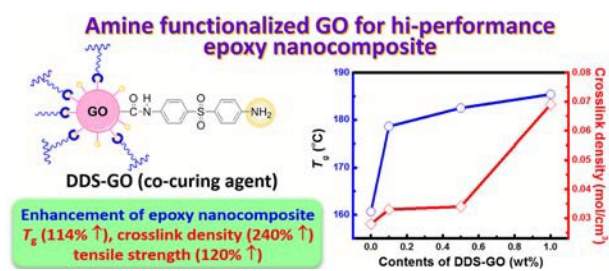 Amine functionalized GO for hi-performance
epoxy nanocomposite
GO
O
C
H
N
O
S
O
NH2
DDS-GO (co-curing agent)
Enhancement of epoxy nanocomposite
Tg (114% ↑), crosslink density (240% ↑)
tensile strength (120% ↑)
Tg (°C)
190
180
170
160
0.0
0.2
0.4
0.6
0.8
1.0
Contents of DDS-GO (wt%)
0.08
0.07
0.06
0.05
0.04
0.03
Crosslink density (mol/cm³)